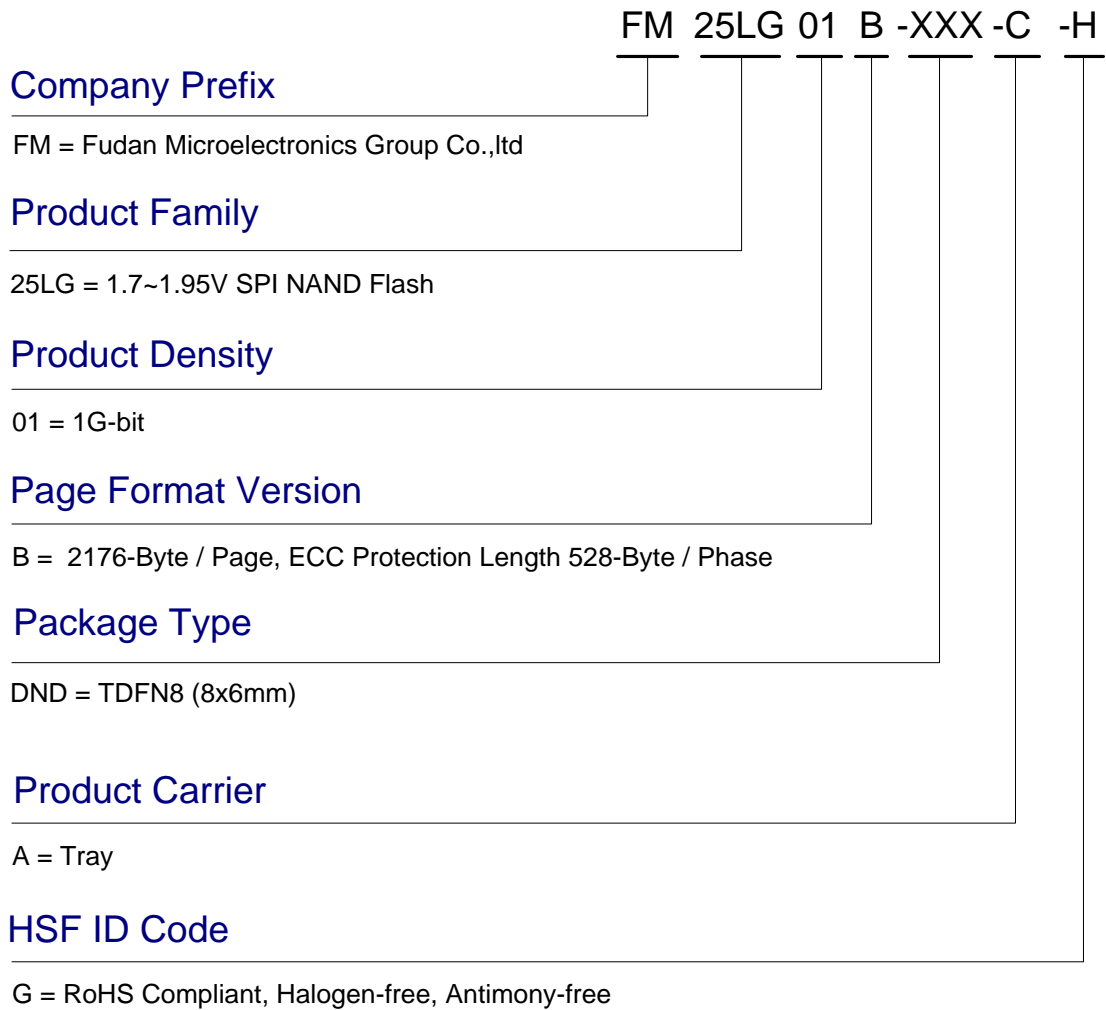 FM 25LG 01 B -XXX -C -H
Company Prefix
FM = Fudan Microelectronics Group Co.,ltd
Product Family
25LG = 1.7~1.95V SPI NAND Flash
Product Density
01 = 1G-bit
Page Format Version
B = 2176-Byte / Page, ECC Protection Length 528-Byte / Phase
Package Type
DND = TDFN8 (8x6mm)
Product Carrier
A = Tray
HSF ID Code
G = RoHS Compliant, Halogen-free, Antimony-free